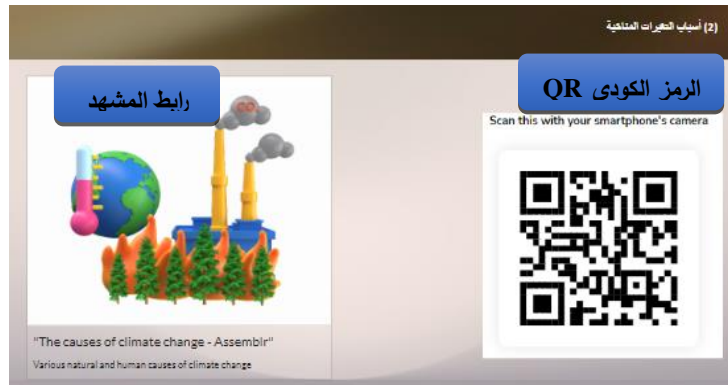 (2) أسباب التغيرات المناخية
الرمز الكودى QR
رابط المشهد
CO
Scan this with your smartphone's camera
"The causes of climate change - Assemblr"
Various natural and human causes of climate change